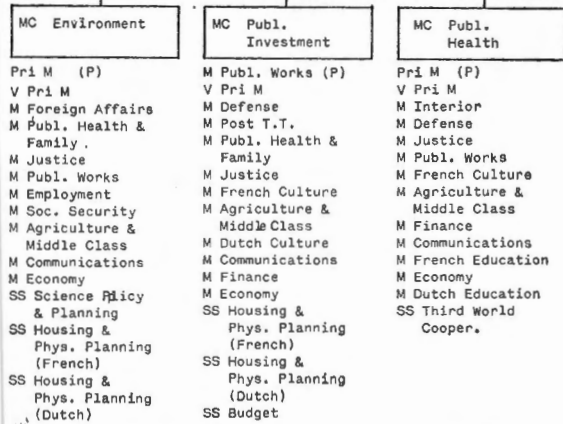 MC Environment
Pri M (P)
V Pri M
M Foreign Affairs
M Publ. Health &
Family.
M Justice
M Publ. Works
M Employment
M Soc. Security
M Agriculture &
Middle Class
M Communications
M Economy
SS Science Policy
& Planning
SS Housing &
Phys. Planning
(French)
SS Housing &
Phys. Planning
(Dutch)
MC Publ.
Investment
M Publ. Works (P)
V Pri M
M Defense
M Post T.T.
M Publ. Health &
Family
M Justice
M French Culture
M Agriculture &
Middle Class
M Dutch Culture
M Communications
M Finance
M Economy
SS Housing &
Phys. Planning
(French)
SS Housing &
Phys. Planning
(Dutch)
SS Budget
MC Publ.
Health
Pri M (P)
V Pri M
M Interior
M Defense
M Justice
M Publ. Works
M French Culture
M Agriculture &
Middle Class
M Finance
M Communications
M French Education
M Economy
M Dutch Education
SS Third World
Cooper.